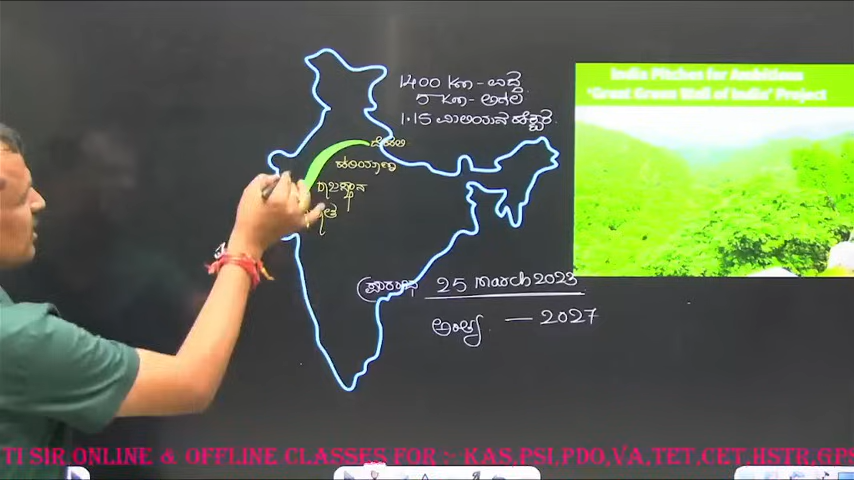 1400 km - ಉದ್ದ
5 km - ಅಗಲ
1.15 ಮಿಲಿಯನ್ ಹೆಕ್ಟರ್
ದೆಹಲಿ
ಹರಿಯಾಣ
ರಾಜಸ್ಥಾನ
India Pitches for Ambitious
'Great Green Wall of India' Project
ಪ್ರಾರಂಭ 25 march 2023
ಅಂತ್ಯ — 2027
TI SIR.ONLINE & OFFLINE CLASSES FOR :- KAS,PSI,PDO,VA,TET,CET,HSTR,GPS